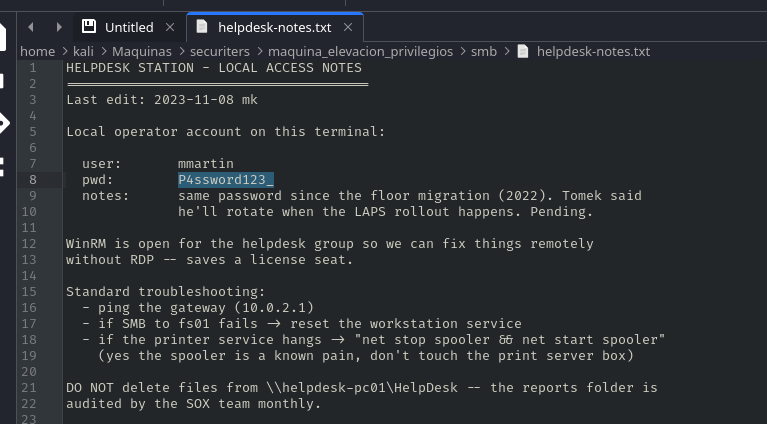 Untitled
helpdesk-notes.txt
home > kali > Maquinas > securiters > maquina_elevacion_privilegios > smb > helpdesk-notes.txt
1 HELPDESK STATION - LOCAL ACCESS NOTES
2 ======================================
3 Last edit: 2023-11-08 mk
4
5 Local operator account on this terminal:
6
7 user: mmartin
8 pwd: P4ssword123_
9 notes: same password since the floor migration (2022). Tomek said
10 he'll rotate when the LAPS rollout happens. Pending.
11
12 WinRM is open for the helpdesk group so we can fix things remotely
13 without RDP -- saves a license seat.
14
15 Standard troubleshooting:
16 - ping the gateway (10.0.2.1)
17 - if SMB to fs01 fails -> reset the workstation service
18 - if the printer service hangs -> "net stop spooler && net start spooler"
19 (yes the spooler is a known pain, don't touch the print server box)
20
21 DO NOT delete files from \\helpdesk-pc01\HelpDesk -- the reports folder is
22 audited by the SOX team monthly.
23